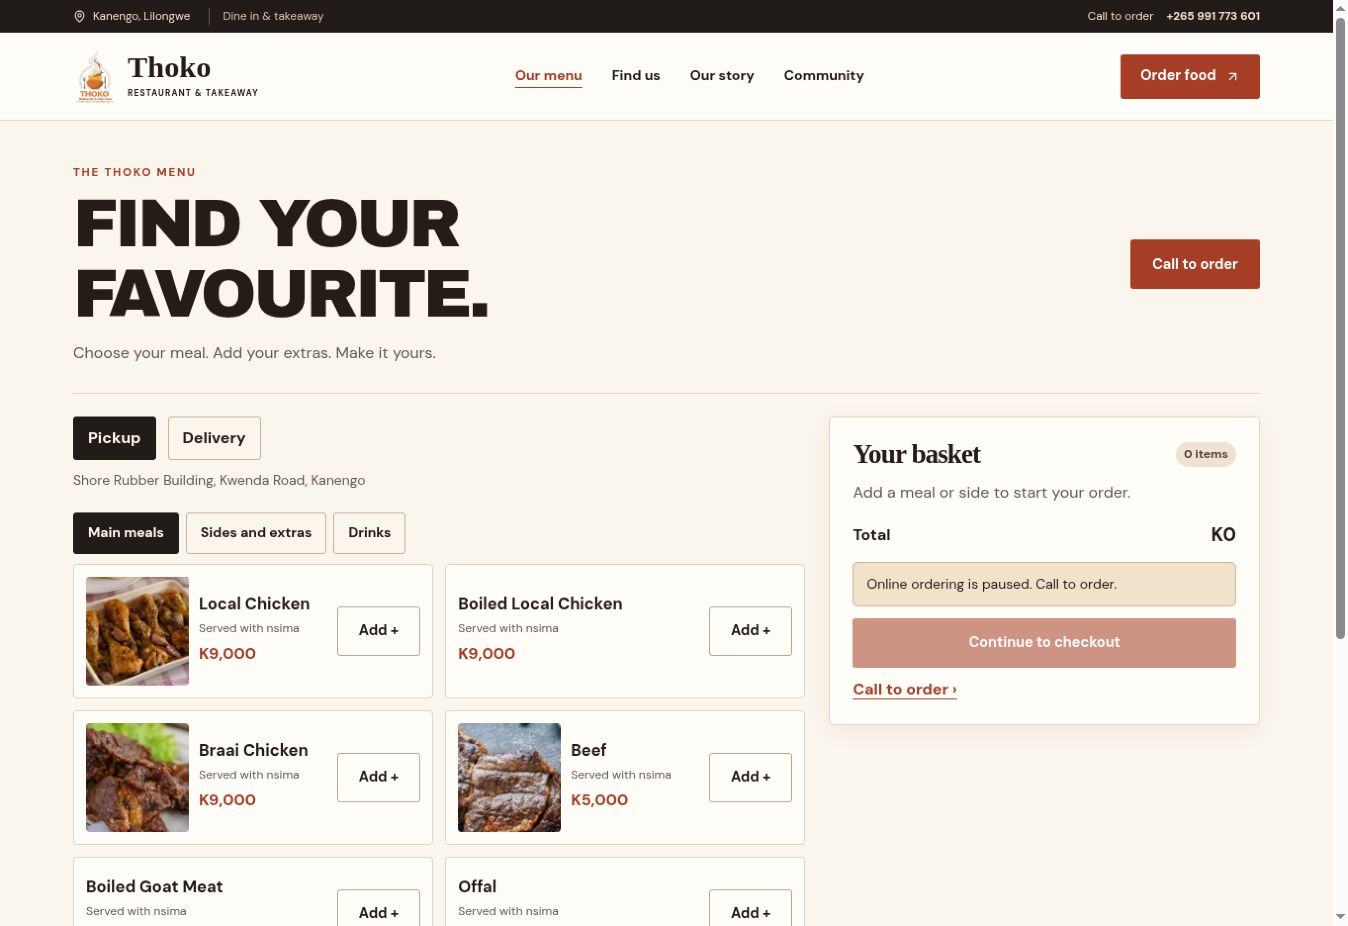 Kanengo, Lilongwe
Dine in & takeaway
Call to order
+265 991 773 601
THOKO
Thoko
RESTAURANT & TAKEAWAY
Our menu
Find us
Our story
Community
Order food
THE THOKO MENU
FIND YOUR
FAVOURITE.
Choose your meal. Add your extras. Make it yours.
Call to order
Pickup
Delivery
Shore Rubber Building, Kwenda Road, Kanengo
Main meals
Sides and extras
Drinks
Local Chicken
Served with nsima
K9,000
Add +
Boiled Local Chicken
Served with nsima
K9,000
Add +
Braai Chicken
Served with nsima
K9,000
Add +
Beef
Served with nsima
K5,000
Add +
Boiled Goat Meat
Served with nsima
Add +
Offal
Served with nsima
Add +
Your basket
0 items
Add a meal or side to start your order.
Total
K0
Online ordering is paused. Call to order.
Continue to checkout
Call to order ›